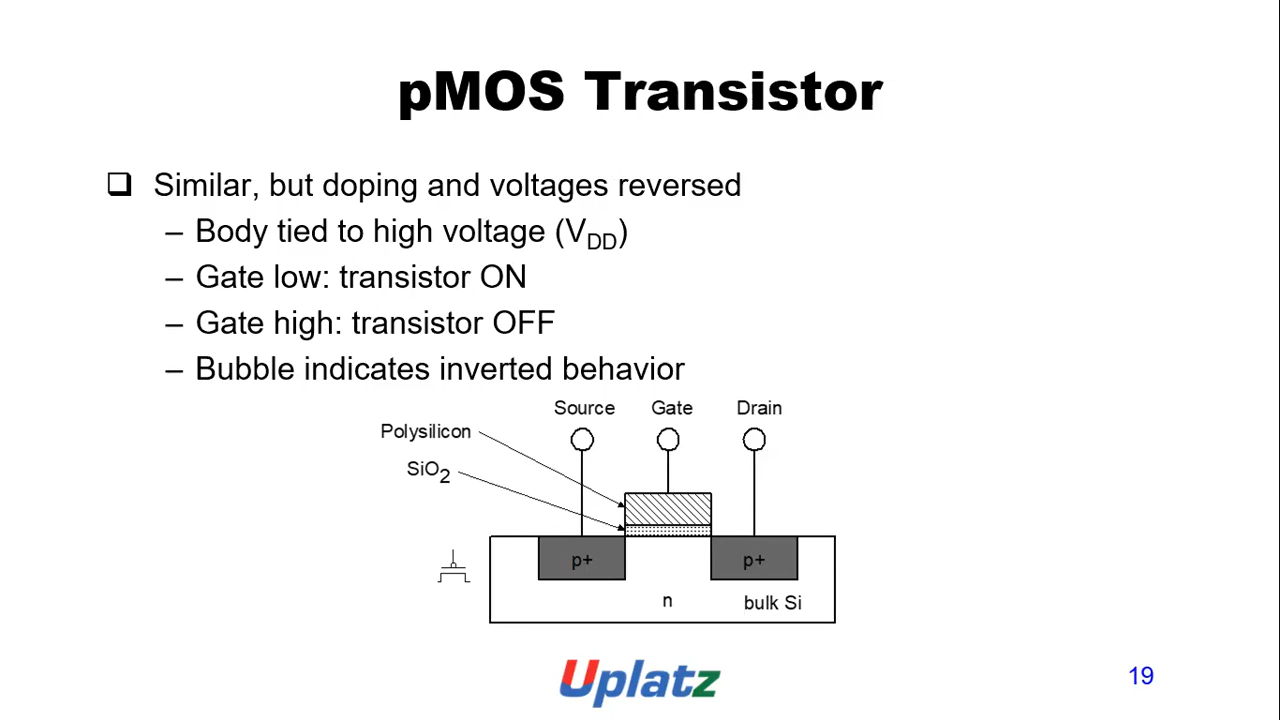 pMOS Transistor
❑ Similar, but doping and voltages reversed
– Body tied to high voltage (V_DD)
– Gate low: transistor ON
– Gate high: transistor OFF
– Bubble indicates inverted behavior
Source Gate Drain
Polysilicon
SiO2
p+ p+
n bulk Si
Uplatz
19